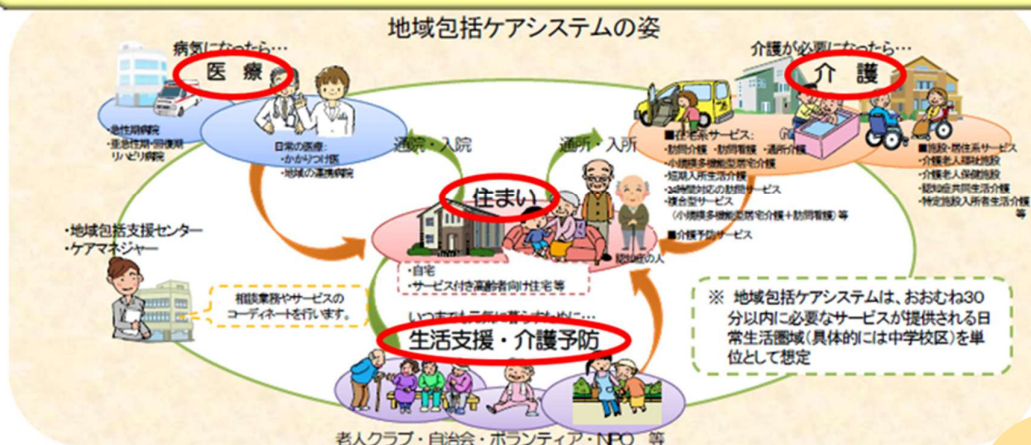 地域包括ケアシステムの姿
病気になったら…
医 療
・急性期病院
・亜急性期・回復期
リハビリ病院
日常の医療：
・かかりつけ医
・地域の連携病院
通院・入院
介護が必要になったら…
介 護
通所・入所
■在宅系サービス：
・訪問介護 ・訪問看護 ・通所介護
・小規模多機能型居宅介護
・短期入所生活介護
・24時間対応の訪問サービス
・複合型サービス
（小規模多機能型居宅介護＋訪問看護）等
■介護予防サービス
■施設・居住系サービス
・介護老人福祉施設
・介護老人保健施設
・認知症共同生活介護
・特定施設入所者生活介護
等
住まい
認知症の人
・自宅
・サービス付き高齢者向け住宅等
・地域包括支援センター
・ケアマネジャー
相談業務やサービスの
コーディネートを行います。
いつまでも元気に暮らすために…
生活支援・介護予防
老人クラブ・自治会・ボランティア・NPO 等
※ 地域包括ケアシステムは、おおむね30
分以内に必要なサービスが提供される日
常生活圏域（具体的には中学校区）を単
位として想定